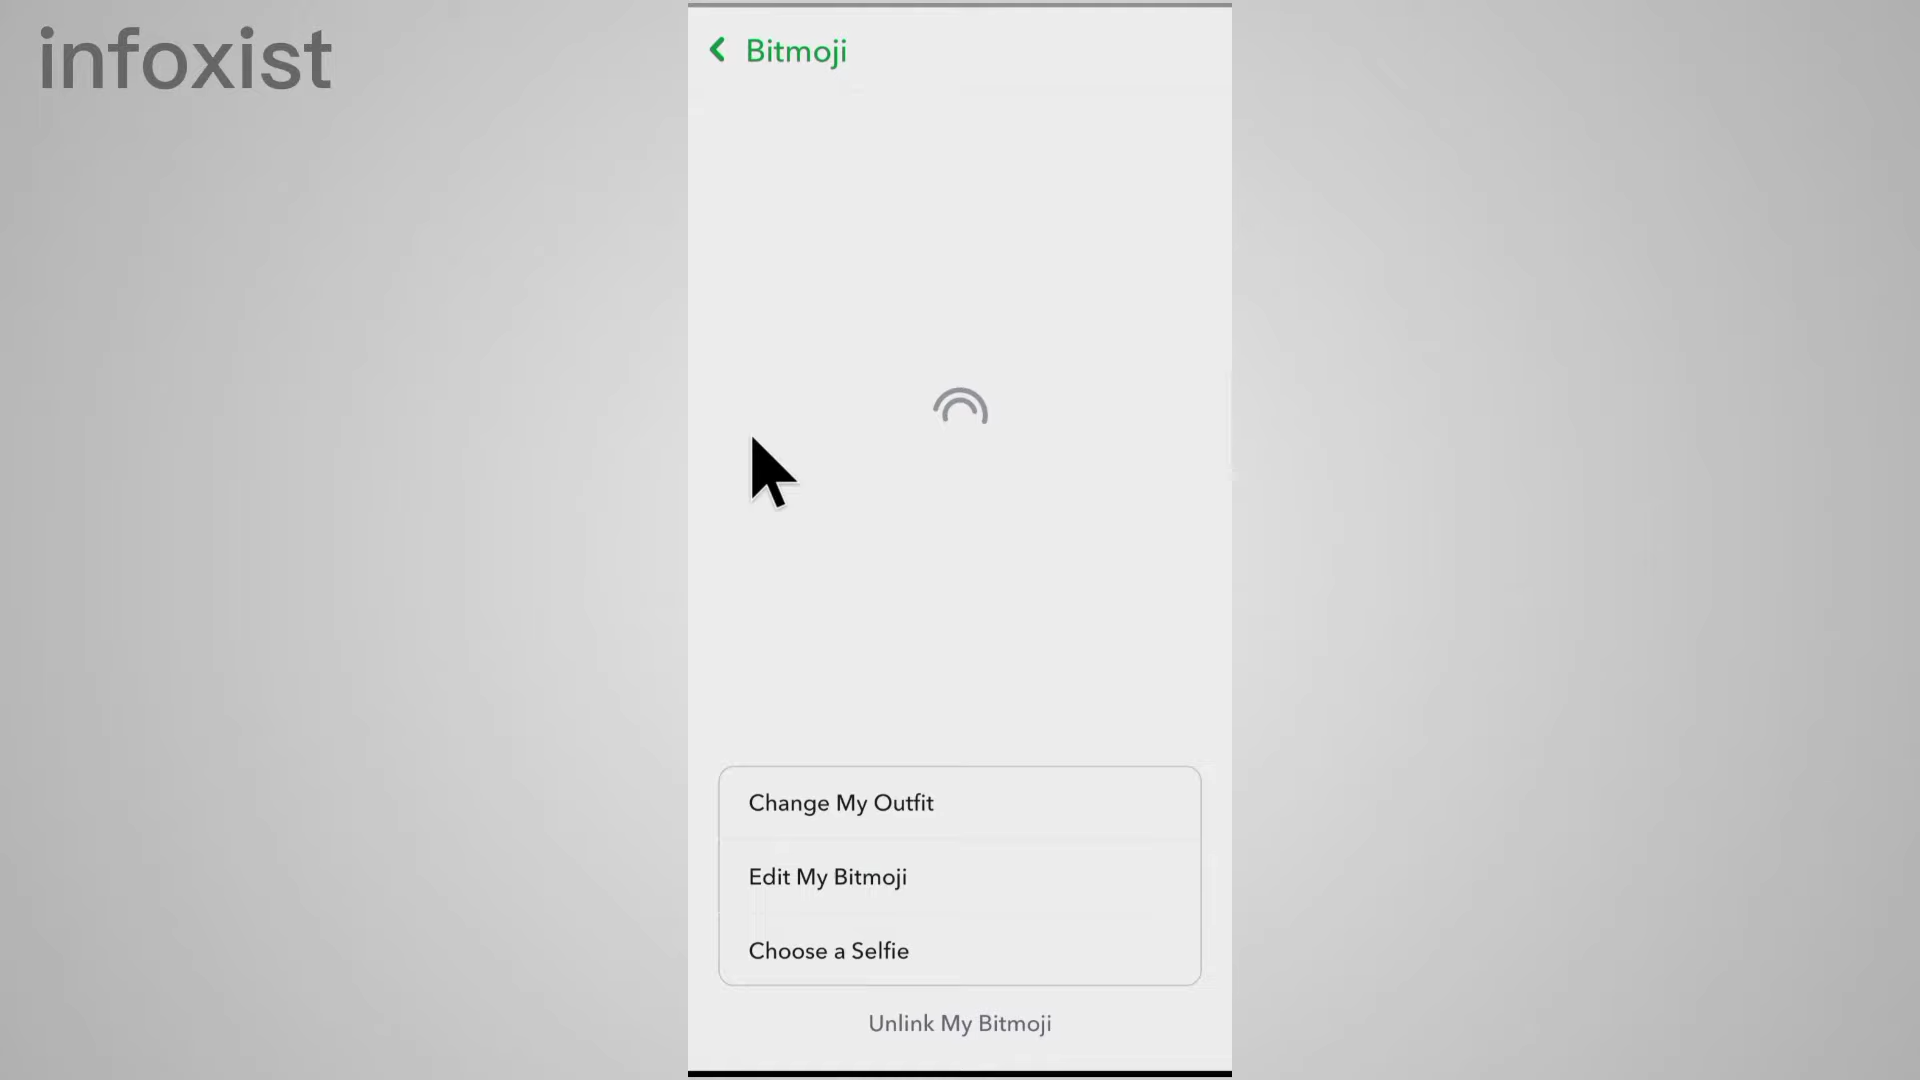 infoxist
Bitmoji
Change My Outfit
Edit My Bitmoji
Choose a Selfie
Unlink My Bitmoji